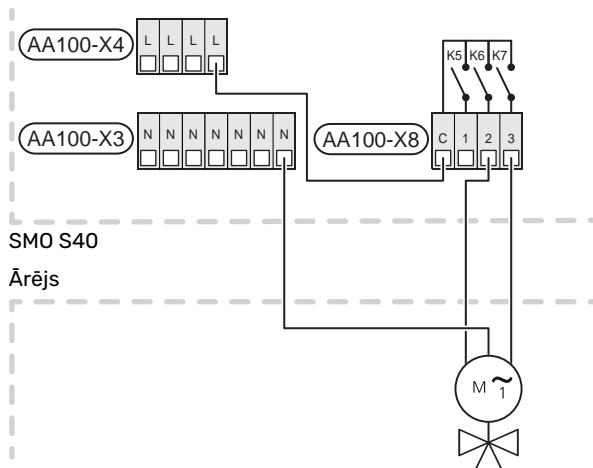 AA100-X4
L L L L
K5 K6 K7
AA100-X3
N N N N N N N
AA100-X8
C 1 2 3
SMO S40
Ārējs
M ~
1